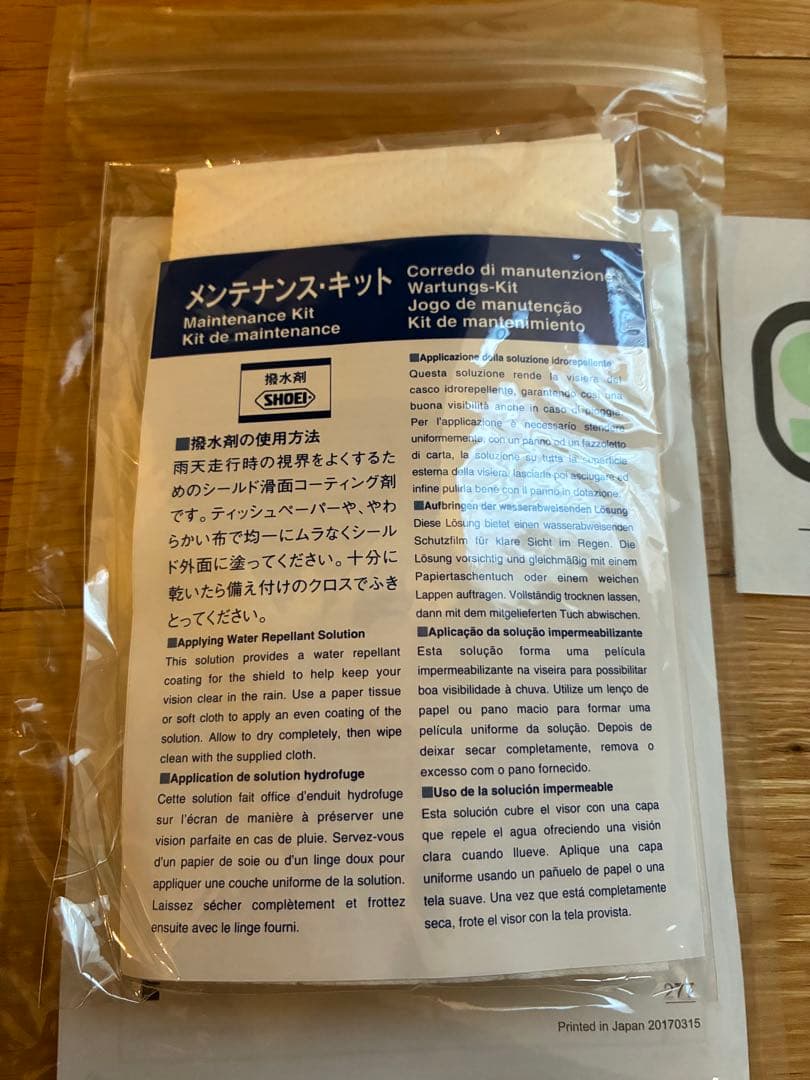 メンテナンス・キット
Maintenance Kit
Kit de maintenance
Corredo di manutenzione
Wartungs-Kit
Jogo de manutenção
Kit de mantenimiento
撥水剤
SHOEI
■撥水剤の使用方法
雨天走行時の視界をよくするた
めのシールド滑面コーティング剤
です。ティッシュペーパーや、やわ
らかい布で均一にムラなくシール
ド外面に塗ってください。十分に
乾いたら備え付けのクロスでふき
とってください。
■Applying Water Repellant Solution
This solution provides a water repellant
coating for the shield to help keep your
vision clear in the rain. Use a paper tissue
or soft cloth to apply an even coating of the
solution. Allow to dry completely, then wipe
clean with the supplied cloth.
■Application de solution hydrofuge
Cette solution fait office d'enduit hydrofuge
sur l'écran de manière à préserver une
vision parfaite en cas de pluie. Servez-vous
d'un papier de soie ou d'un linge doux pour
appliquer une couche uniforme de la solution.
Laissez sécher complètement et frottez
ensuite avec le linge fourni.
■Applicazione della soluzione idrorepellente
Questa soluzione rende la visiera del
casco idrorepellente, garantendo così una
buona visibilità anche in caso di pioggia.
Per l'applicazione è necessario stendere
uniformemente, con un panno od un fazzoletto
di carta, la soluzione su tutta la superficie
esterna della visiera, lasciarla poi asciugare ed
infine pulirla bene con il panno in dotazione.
■Aufbringen der wasserabweisenden Lösung
Diese Lösung bietet einen wasserabweisenden
Schutzfilm für klare Sicht im Regen. Die
Lösung vorsichtig und gleichmäßig mit einem
Papiertaschentuch oder einem weichen
Lappen auftragen. Vollständig trocknen lassen,
dann mit dem mitgelieferten Tuch abwischen.
■Aplicação da solução impermeabilizante
Esta solução forma uma película
impermeabilizante na viseira para possibilitar
boa visibilidade à chuva. Utilize um lenço de
papel ou pano macio para formar uma
película uniforme da solução. Depois de
deixar secar completamente, remova o
excesso com o pano fornecido.
■Uso de la solución impermeable
Esta solución cubre el visor con una capa
que repele el agua ofreciendo una visión
clara cuando llueve. Aplique una capa
uniforme usando un pañuelo de papel o una
tela suave. Una vez que está completamente
seca, frote el visor con la tela provista.
Printed in Japan 20170315